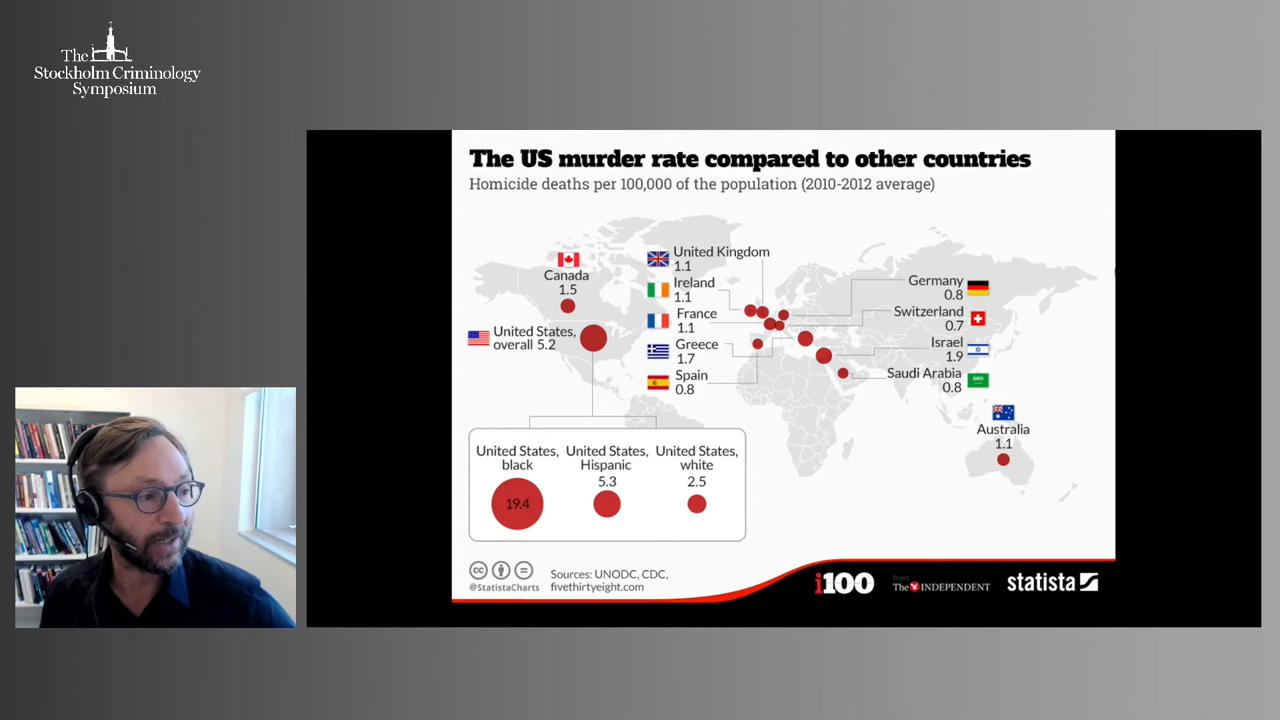 The
Stockholm Criminology
Symposium
The US murder rate compared to other countries
Homicide deaths per 100,000 of the population (2010-2012 average)
Canada
1.5
United States,
overall 5.2
United Kingdom
1.1
Ireland
1.1
France
1.1
Greece
1.7
Spain
0.8
Germany
0.8
Switzerland
0.7
Israel
1.9
Saudi Arabia
0.8
Australia
1.1
United States,
black
19.4
United States,
Hispanic
5.3
United States,
white
2.5
cc
@StatistaCharts
Sources: UNODC, CDC,
fivethirtyeight.com
i100
from
The INDEPENDENT
statista